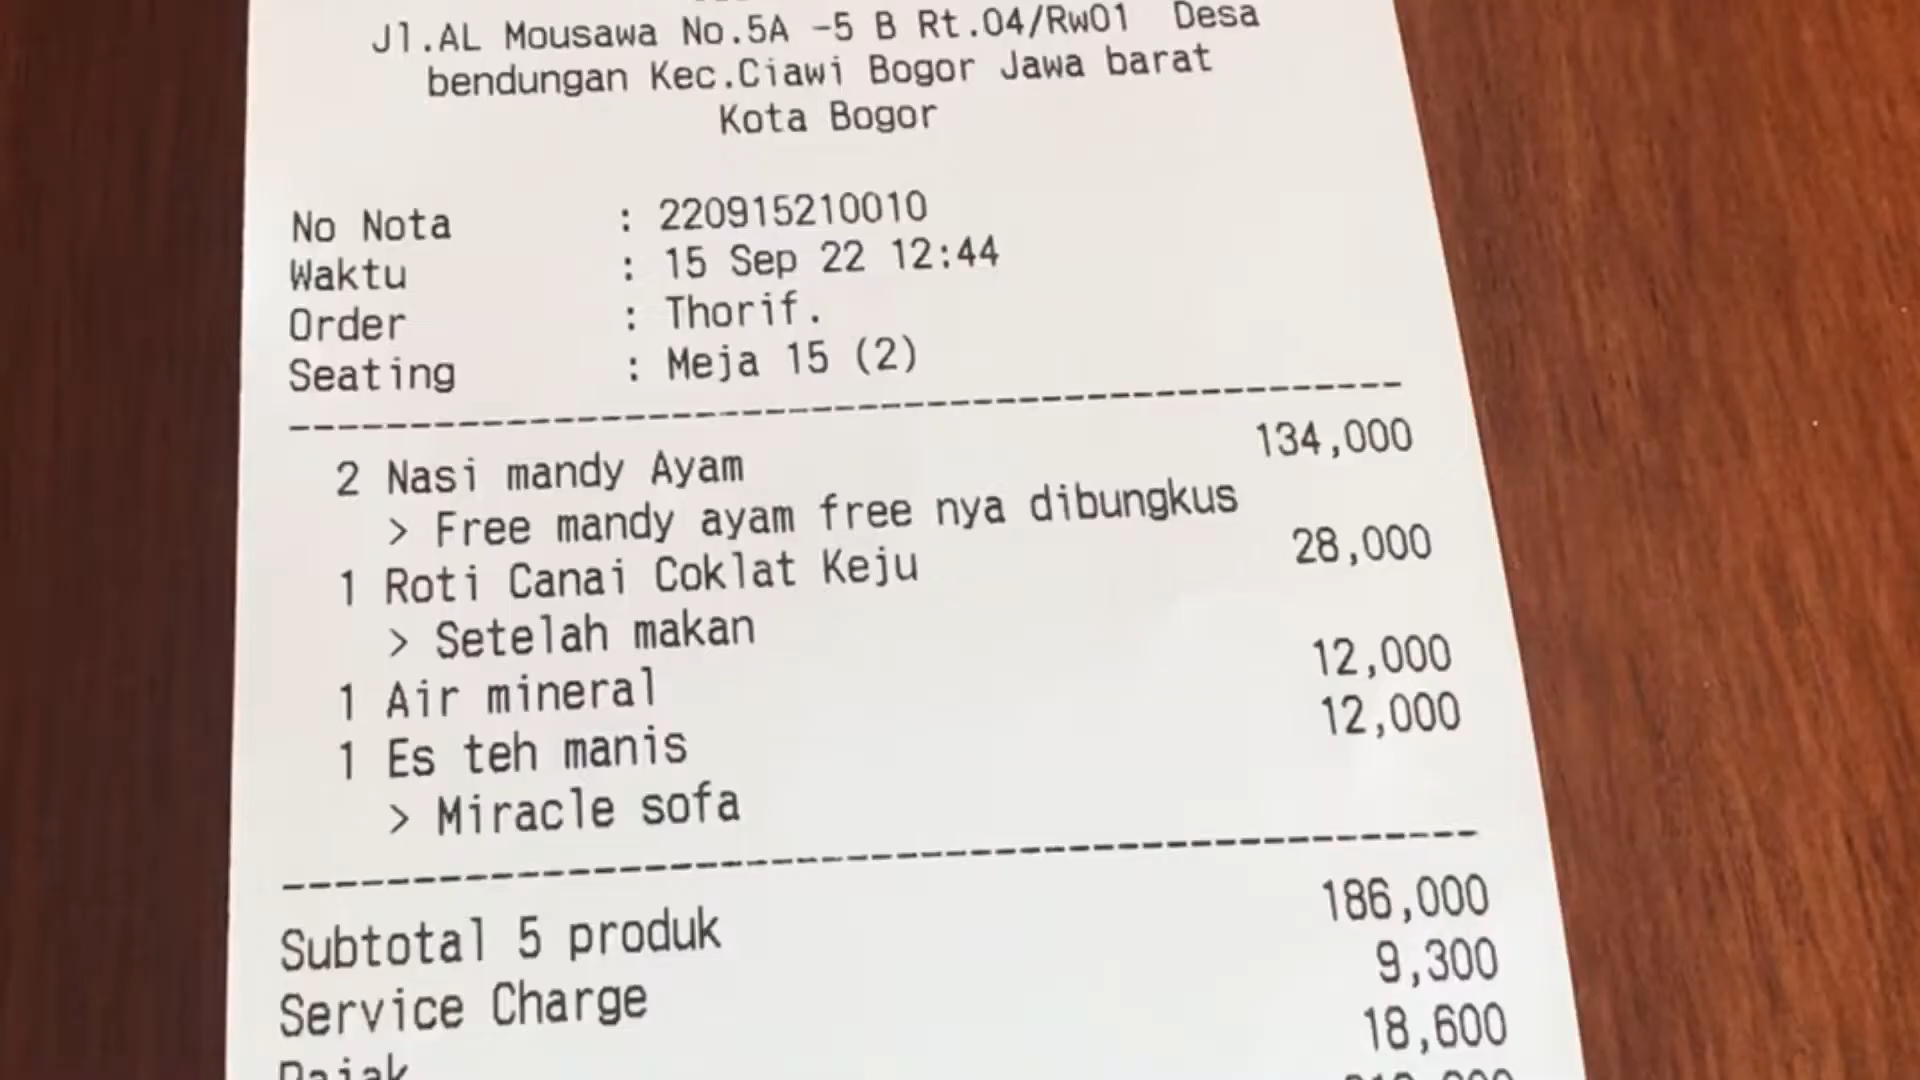 Jl.AL Mousawa No.5A -5 B Rt.04/Rw01 Desa
bendungan Kec.Ciawi Bogor Jawa barat
Kota Bogor
No Nota : 220915210010
Waktu : 15 Sep 22 12:44
Order : Thorif.
Seating : Meja 15 (2)
2 Nasi mandy Ayam 134,000
> Free mandy ayam free nya dibungkus
1 Roti Canai Coklat Keju 28,000
> Setelah makan
1 Air mineral 12,000
1 Es teh manis 12,000
> Miracle sofa
Subtotal 5 produk 186,000
Service Charge 9,300
Pajak 18,600